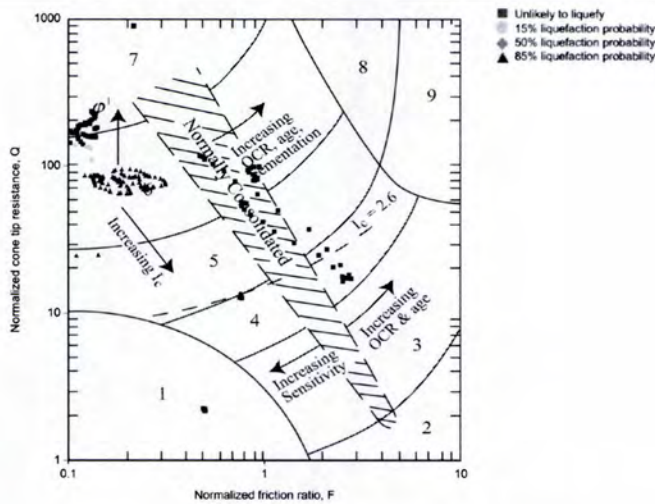 Unlikely to liquefy
15% liquefaction probability
50% liquefaction probability
85% liquefaction probability
1000
100
10
1
Normalized cone tip resistance, Q
7
8
9
φ'
Increasing
OCR, age,
Normally Consolidated
I_c = 2.6
Increasing I_c
6
5
4
3
Increasing
OCR & age
Increasing
Sensitivity
1
2
0.1
1
10
Normalized friction ratio, F